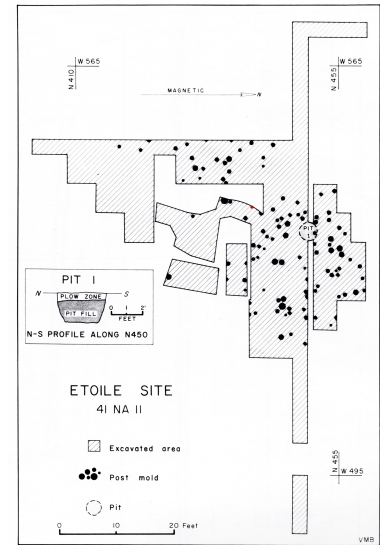 N 410
W 565
N 455
W 565
MAGNETIC N
PIT
1
PIT I
N S
PLOW ZONE
PIT FILL
0 1 2'
FEET
N-S PROFILE ALONG N450
ETOILE SITE
41 NA 11
Excavated area
Post mold
Pit
0 10 20 Feet
N 455
W 495
VMB